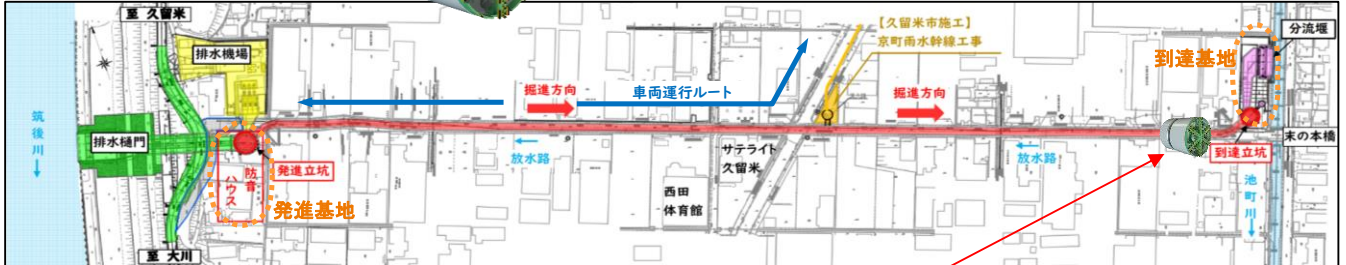 至 久留米
排水機場
筑後川
排水樋門
発進立坑
防音
ハウス
発進基地
至 大川
掘進方向
車両運行ルート
放水路
西田
体育館
サテライト
久留米
【久留米市施工】
京町雨水幹線工事
掘進方向
放水路
到達基地
分流堰
末の本橋
到達立坑
池町川